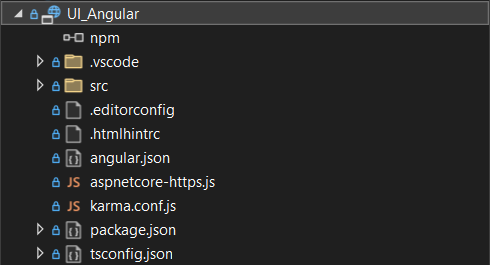 UI_Angular
npm
.vscode
src
.editorconfig
.htmlhintrc
angular.json
aspnetcore-https.js
JS karma.conf.js
package.json
tsconfig.json